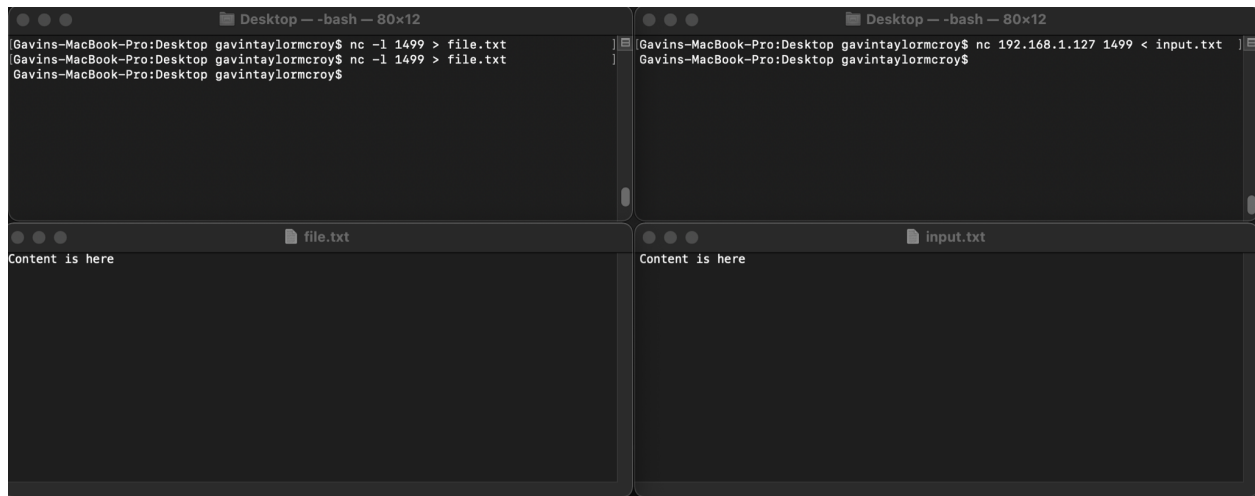 Desktop — -bash — 80×12
[Gavins-MacBook-Pro:Desktop gavintaylormcroy$ nc -l 1499 > file.txt ]
[Gavins-MacBook-Pro:Desktop gavintaylormcroy$ nc -l 1499 > file.txt ]
Gavins-MacBook-Pro:Desktop gavintaylormcroy$
Desktop — -bash — 80×12
[Gavins-MacBook-Pro:Desktop gavintaylormcroy$ nc 192.168.1.127 1499 < input.txt ]
Gavins-MacBook-Pro:Desktop gavintaylormcroy$
file.txt
Content is here
input.txt
Content is here